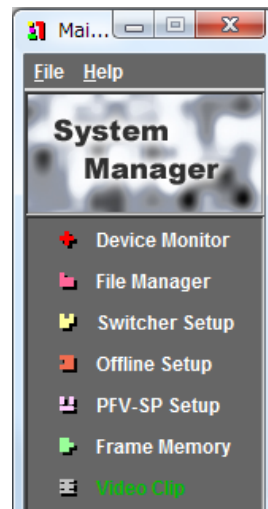 Mai...
File Help
System
Manager
Device Monitor
File Manager
Switcher Setup
Offline Setup
PFV-SP Setup
Frame Memory
Video Clip